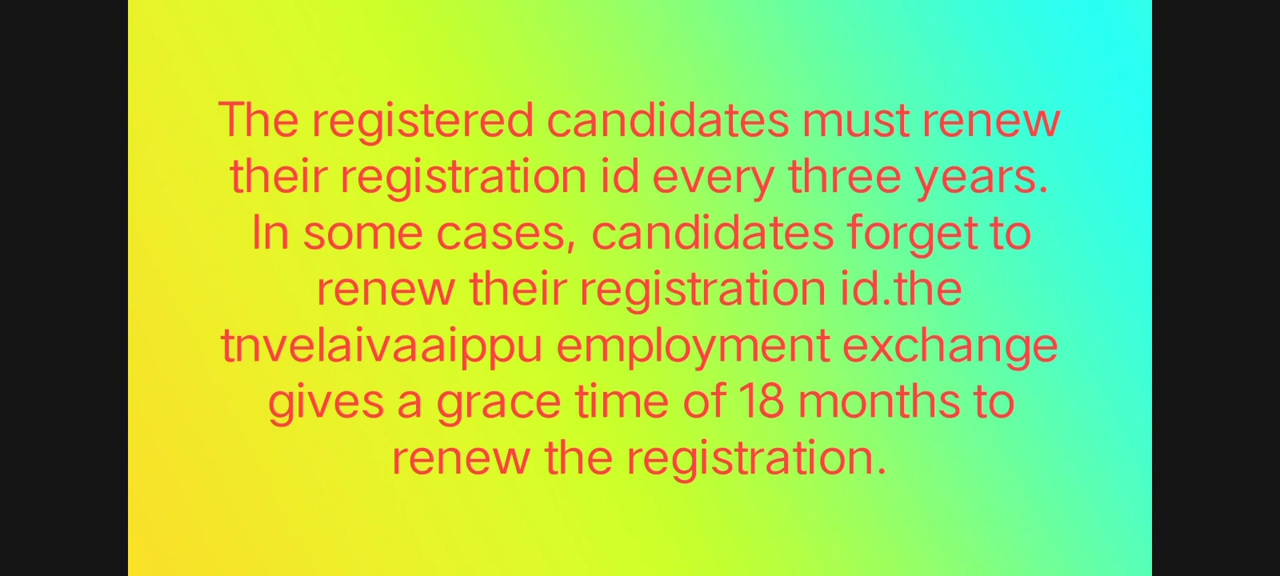 The registered candidates must renew
their registration id every three years.
In some cases, candidates forget to
renew their registration id.the
tnvelaivaaippu employment exchange
gives a grace time of 18 months to
renew the registration.